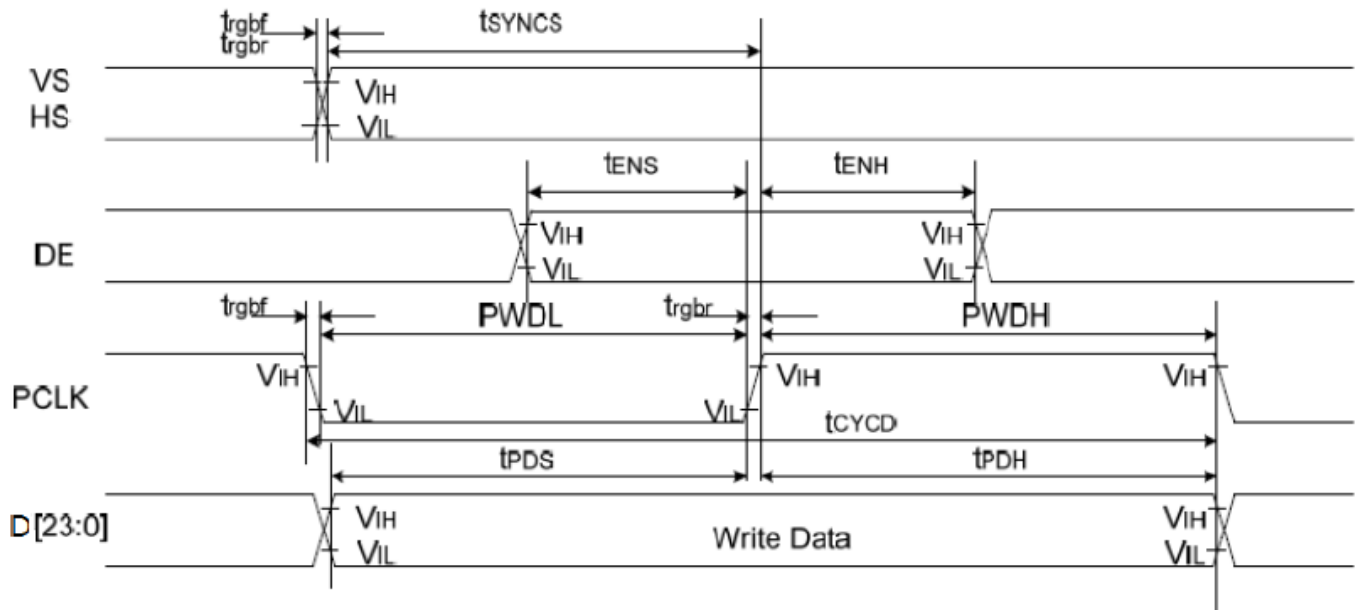 trgbf
trgbr
tSYNCS
VS
HS
VIH
VIL
tENS
tENH
DE
VIH
VIL
VIH
VIL
trgbf
PWDL
trgbr
PWDH
PCLK
VIH
VIL
VIL
VIH
VIH
tCYCD
tPDS
tPDH
D[23:0]
VIH
VIL
Write Data
VIH
VIL